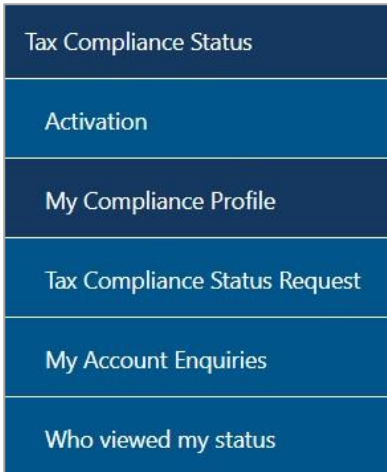 Tax Compliance Status
Activation
My Compliance Profile
Tax Compliance Status Request
My Account Enquiries
Who viewed my status